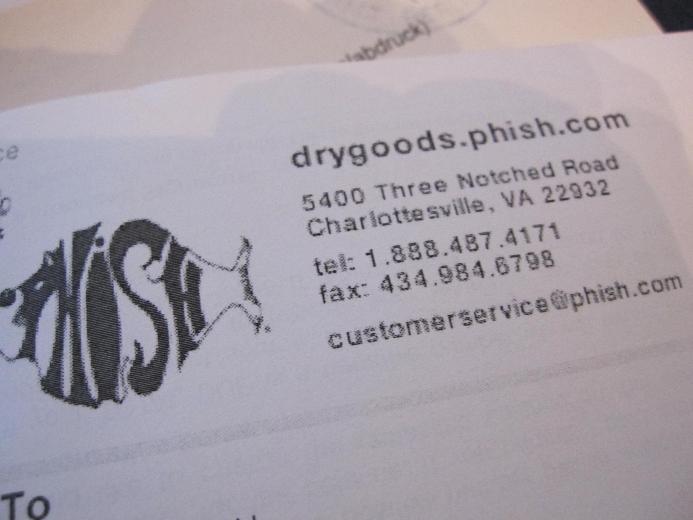 labdruck)
drygoods.phish.com
5400 Three Notched Road
Charlottesville, VA 22932
tel: 1.888.487.4171
fax: 434.984.6798
customerservice@phish.com
PHiSH
To